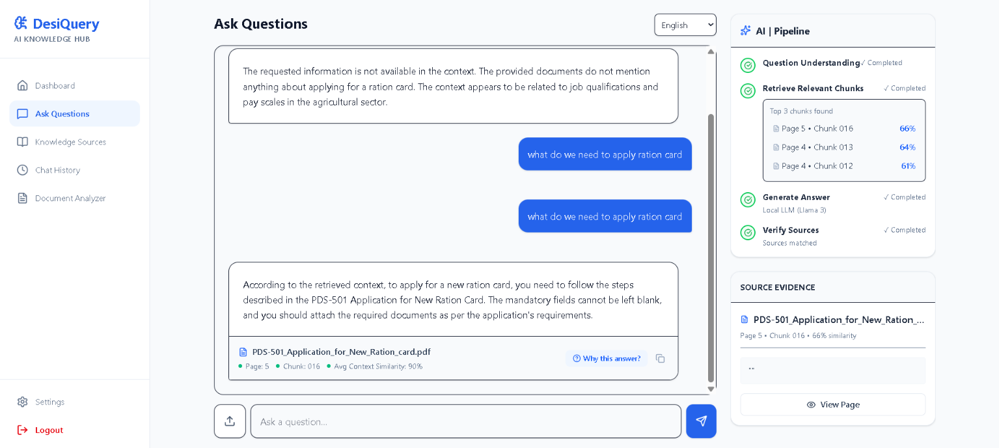 DesiQuery
AI KNOWLEDGE HUB
Dashboard
Ask Questions
Knowledge Sources
Chat History
Document Analyzer
Settings
Logout
Ask Questions
English
The requested information is not available in the context. The provided documents do not mention
anything about applying for a ration card. The context appears to be related to job qualifications and
pay scales in the agricultural sector.
what do we need to apply ration card
what do we need to apply ration card
According to the retrieved context, to apply for a new ration card, you need to follow the steps
described in the PDS-501 Application for New Ration Card. The mandatory fields cannot be left blank,
and you should attach the required documents as per the application's requirements.
PDS-501_Application_for_New_Ration_card.pdf
Page: 5 Chunk: 016 Avg Context Similarity: 90%
Why this answer?
Ask a question...
AI | Pipeline
Question Understanding ✓ Completed
Retrieve Relevant Chunks ✓ Completed
Top 3 chunks found
Page 5 • Chunk 016 66%
Page 4 • Chunk 013 64%
Page 4 • Chunk 012 61%
Generate Answer ✓ Completed
Local LLM (Llama 3)
Verify Sources ✓ Completed
Sources matched
SOURCE EVIDENCE
PDS-501_Application_for_New_Ration_...
Page 5 • Chunk 016 • 66% similarity
""
View Page